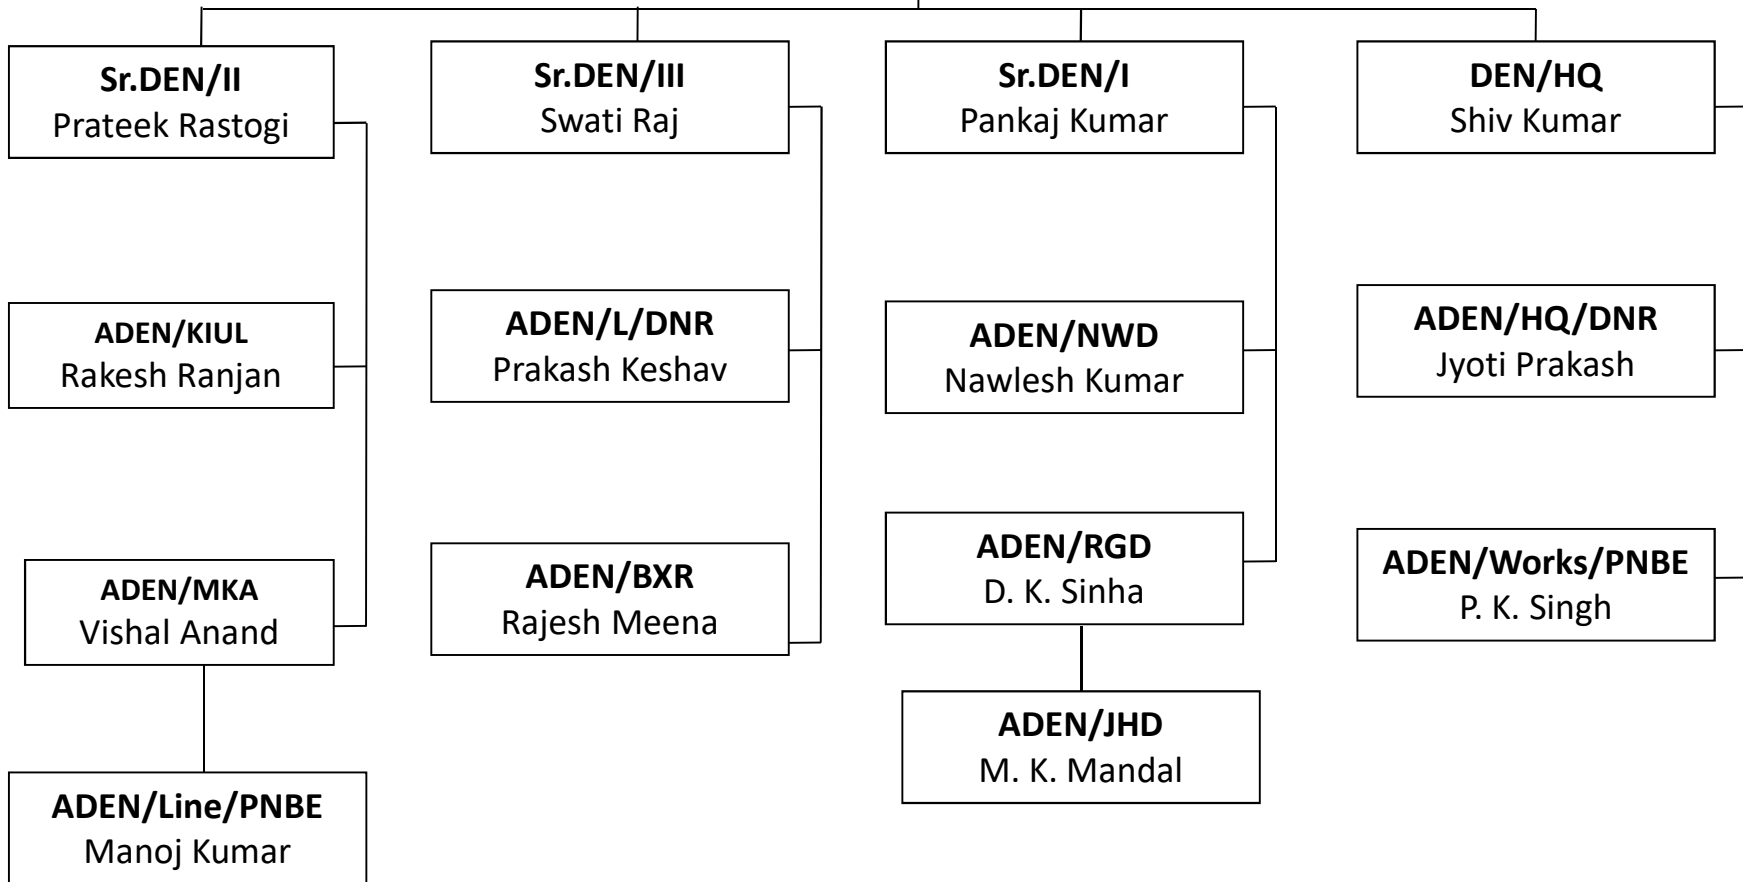 Sr.DEN/II
Prateek Rastogi
Sr.DEN/III
Swati Raj
Sr.DEN/I
Pankaj Kumar
DEN/HQ
Shiv Kumar
ADEN/KIUL
Rakesh Ranjan
ADEN/L/DNR
Prakash Keshav
ADEN/NWD
Nawlesh Kumar
ADEN/HQ/DNR
Jyoti Prakash
ADEN/MKA
Vishal Anand
ADEN/BXR
Rajesh Meena
ADEN/RGD
D. K. Sinha
ADEN/Works/PNBE
P. K. Singh
ADEN/JHD
M. K. Mandal
ADEN/Line/PNBE
Manoj Kumar